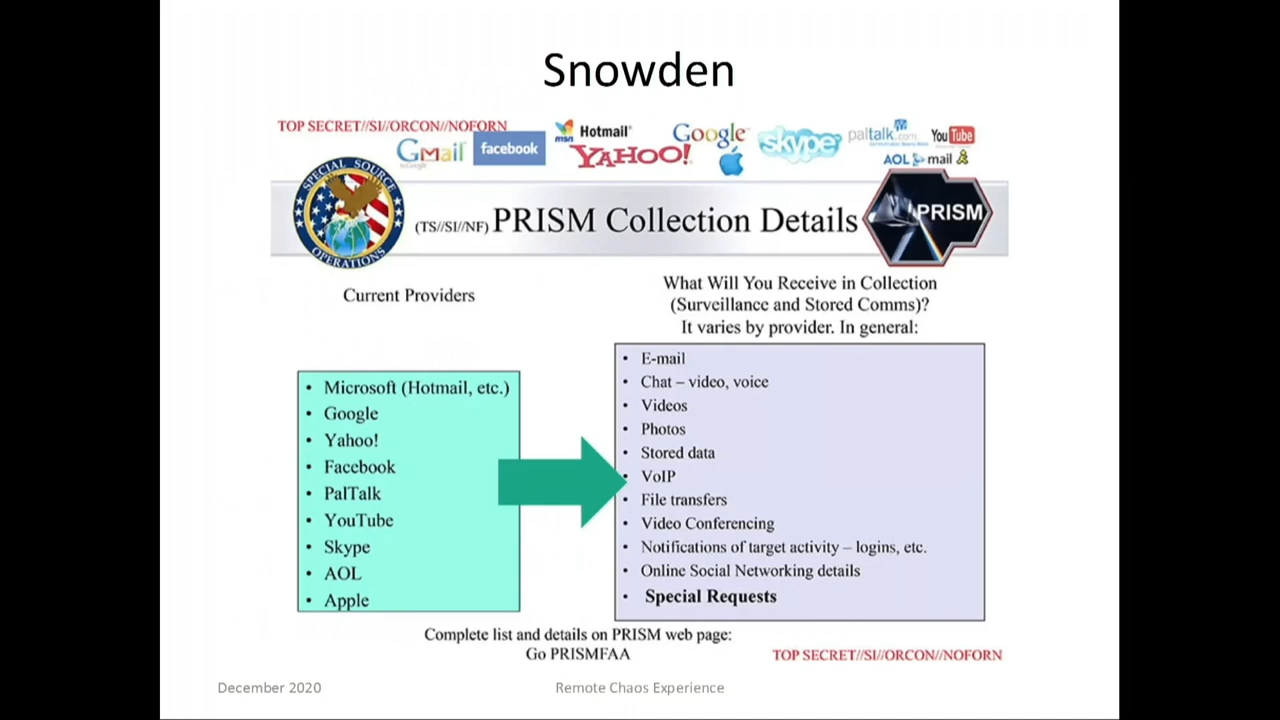 Snowden
TOP SECRET//SI//ORCON//NOFORN
Gmail
facebook
msn Hotmail
YAHOO!
Google
skype
paltalk.com
YouTube
AOL mail
SPECIAL SOURCE OPERATIONS
(TS//SI//NF) PRISM Collection Details
PRISM
Current Providers
What Will You Receive in Collection
(Surveillance and Stored Comms)?
It varies by provider. In general:
• Microsoft (Hotmail, etc.)
• Google
• Yahoo!
• Facebook
• PalTalk
• YouTube
• Skype
• AOL
• Apple
• E-mail
• Chat – video, voice
• Videos
• Photos
• Stored data
• VoIP
• File transfers
• Video Conferencing
• Notifications of target activity – logins, etc.
• Online Social Networking details
• Special Requests
Complete list and details on PRISM web page:
Go PRISMFAA
TOP SECRET//SI//ORCON//NOFORN
December 2020
Remote Chaos Experience